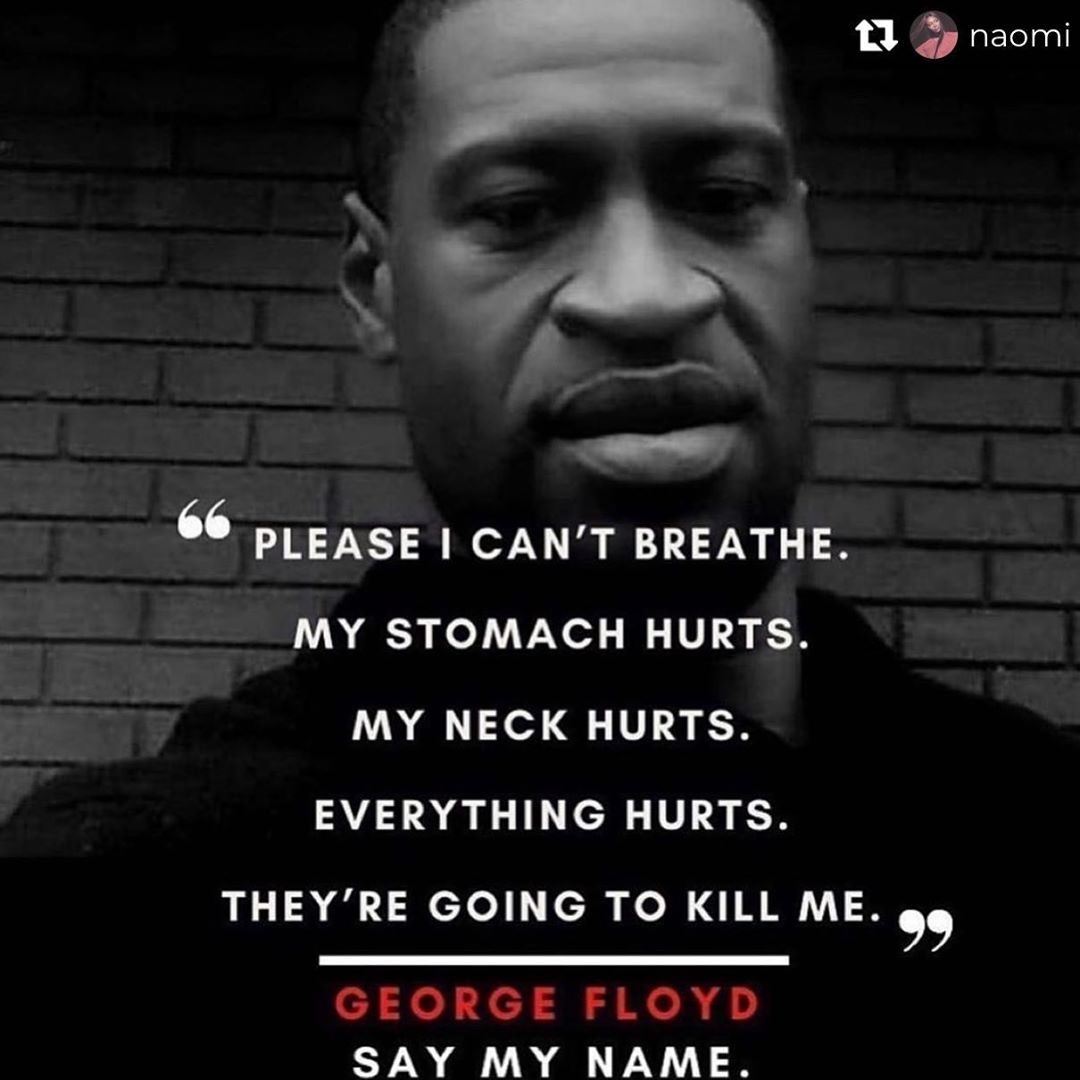 naomi
“ PLEASE I CAN’T BREATHE.
MY STOMACH HURTS.
MY NECK HURTS.
EVERYTHING HURTS.
THEY’RE GOING TO KILL ME. ”
GEORGE FLOYD
SAY MY NAME.